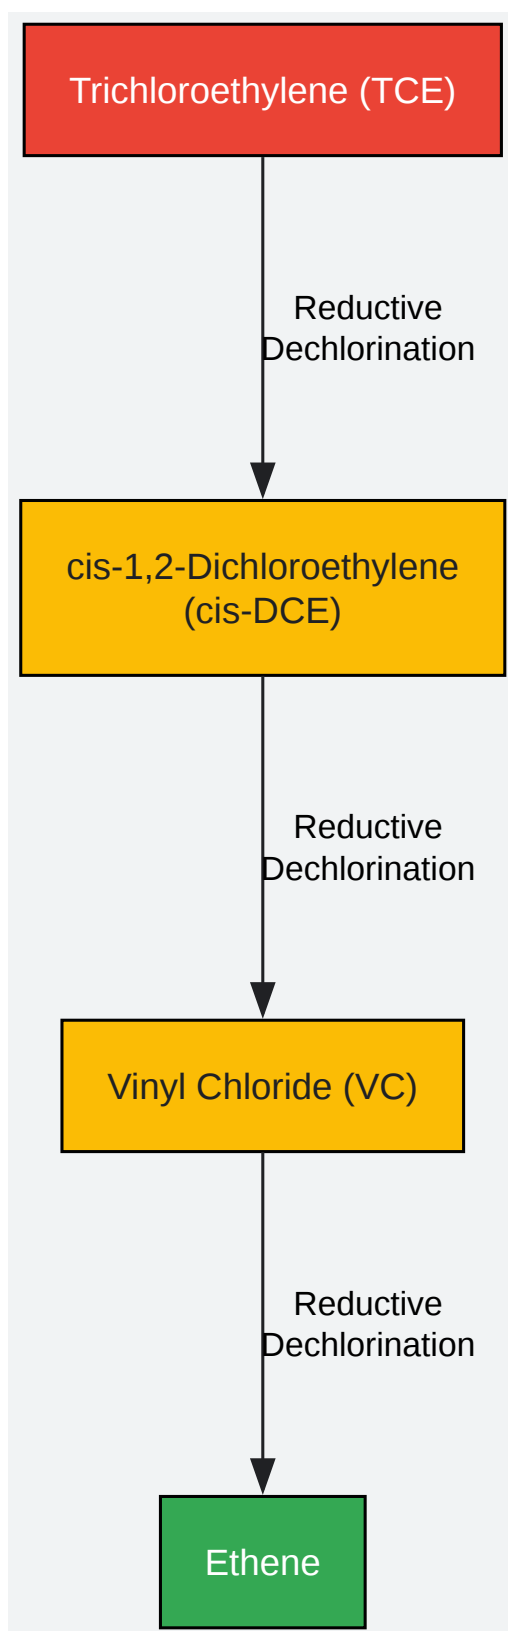 Trichloroethylene (TCE)
Reductive
Dechlorination
cis-1,2-Dichloroethylene
(cis-DCE)
Reductive
Dechlorination
Vinyl Chloride (VC)
Reductive
Dechlorination
Ethene